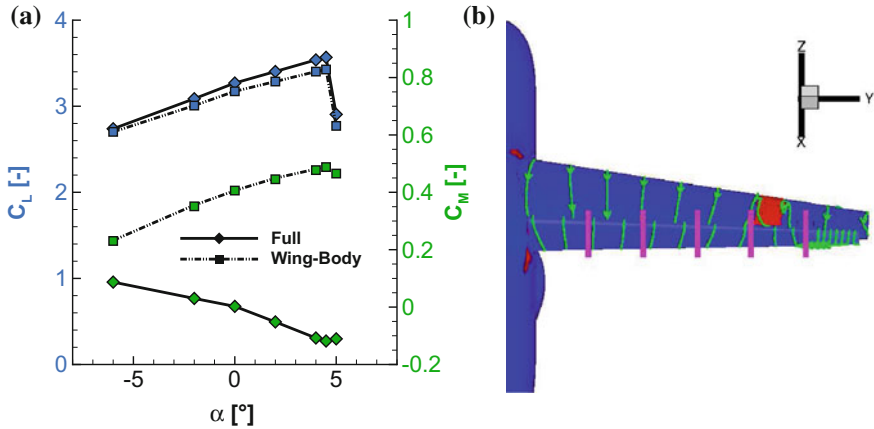 (a)
4
3
2
1
0
C_L [-]
1
0.8
0.6
0.4
0.2
0
-0.2
C_M [-]
Full
Wing-Body
-5
0
5
α [°]
(b)
Z
Y
X